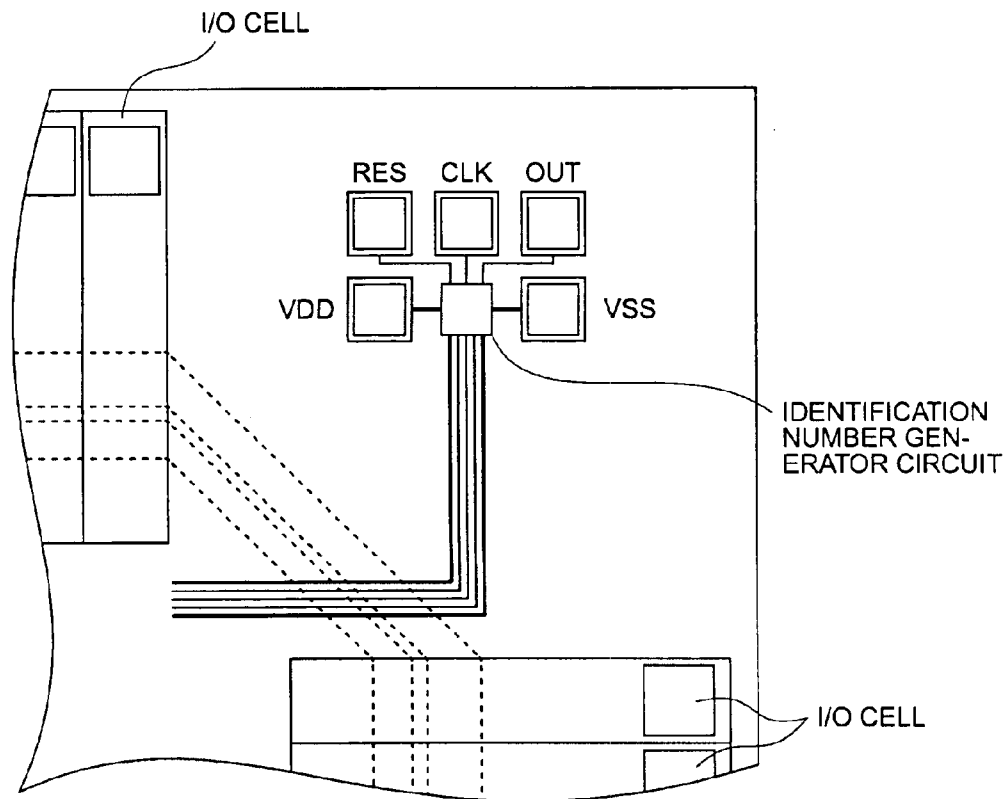 I/O CELL
RES CLK OUT
VDD VSS
IDENTIFICATION
NUMBER GEN-
ERATOR CIRCUIT
I/O CELL